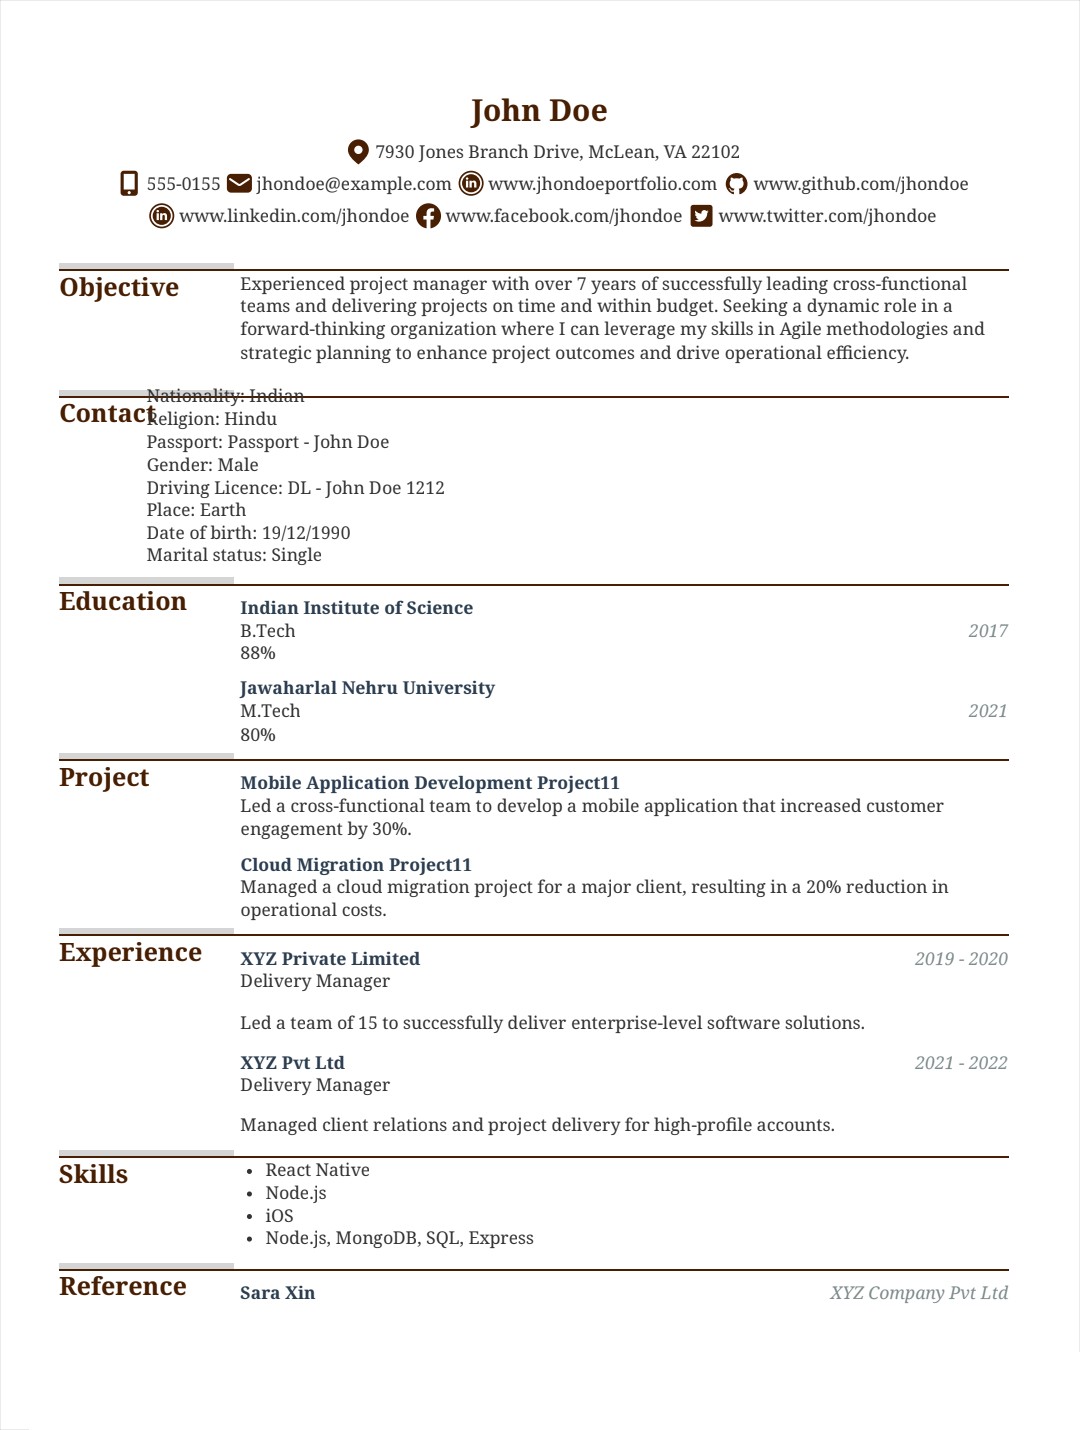 John Doe
7930 Jones Branch Drive, McLean, VA 22102
555-0155 jhondoe@example.com www.jhondoeportfolio.com www.github.com/jhondoe
www.linkedin.com/jhondoe www.facebook.com/jhondoe www.twitter.com/jhondoe
Objective
Experienced project manager with over 7 years of successfully leading cross-functional
teams and delivering projects on time and within budget. Seeking a dynamic role in a
forward-thinking organization where I can leverage my skills in Agile methodologies and
strategic planning to enhance project outcomes and drive operational efficiency.
Contact
Nationality: Indian
Religion: Hindu
Passport: Passport - John Doe
Gender: Male
Driving Licence: DL - John Doe 1212
Place: Earth
Date of birth: 19/12/1990
Marital status: Single
Education
Indian Institute of Science
B.Tech 2017
88%
Jawaharlal Nehru University
M.Tech 2021
80%
Project
Mobile Application Development Project11
Led a cross-functional team to develop a mobile application that increased customer
engagement by 30%.
Cloud Migration Project11
Managed a cloud migration project for a major client, resulting in a 20% reduction in
operational costs.
Experience
XYZ Private Limited 2019 - 2020
Delivery Manager
Led a team of 15 to successfully deliver enterprise-level software solutions.
XYZ Pvt Ltd 2021 - 2022
Delivery Manager
Managed client relations and project delivery for high-profile accounts.
Skills
• React Native
• Node.js
• iOS
• Node.js, MongoDB, SQL, Express
Reference
Sara Xin XYZ Company Pvt Ltd